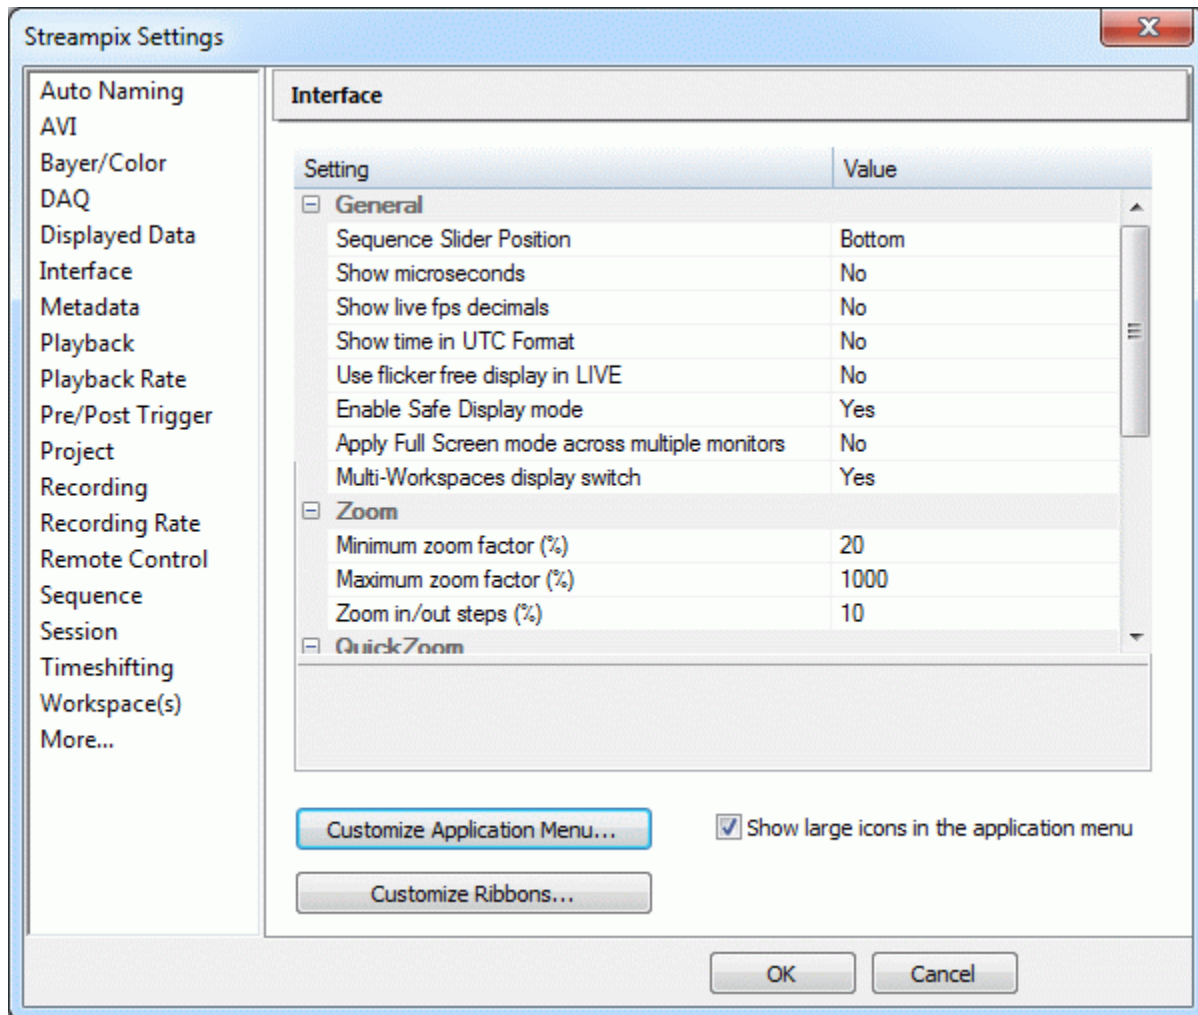 Streampix Settings
Auto Naming
AVI
Bayer/Color
DAQ
Displayed Data
Interface
Metadata
Playback
Playback Rate
Pre/Post Trigger
Project
Recording
Recording Rate
Remote Control
Sequence
Session
Timeshifting
Workspace(s)
More...
Interface
Setting Value
General
Sequence Slider Position Bottom
Show microseconds No
Show live fps decimals No
Show time in UTC Format No
Use flicker free display in LIVE No
Enable Safe Display mode Yes
Apply Full Screen mode across multiple monitors No
Multi-Workspaces display switch Yes
Zoom
Minimum zoom factor (%) 20
Maximum zoom factor (%) 1000
Zoom in/out steps (%) 10
QuickZoom
Customize Application Menu... Show large icons in the application menu
Customize Ribbons...
OK Cancel